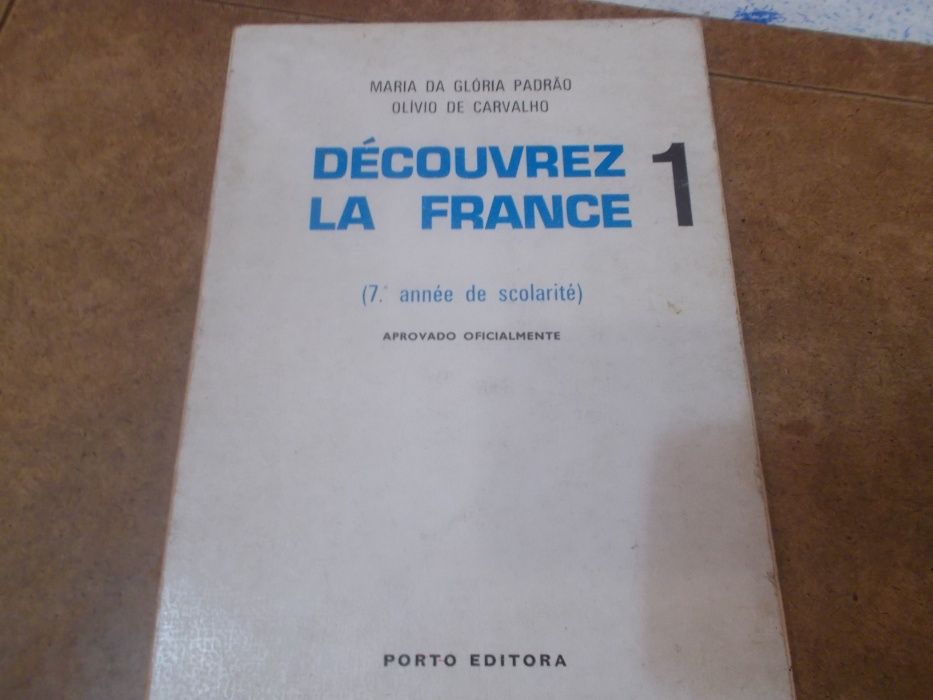 MARIA DA GLÓRIA PADRÃO
OLÍVIO DE CARVALHO
DÉCOUVREZ 1
LA FRANCE
(7.ª année de scolarité)
APROVADO OFICIALMENTE
PORTO EDITORA